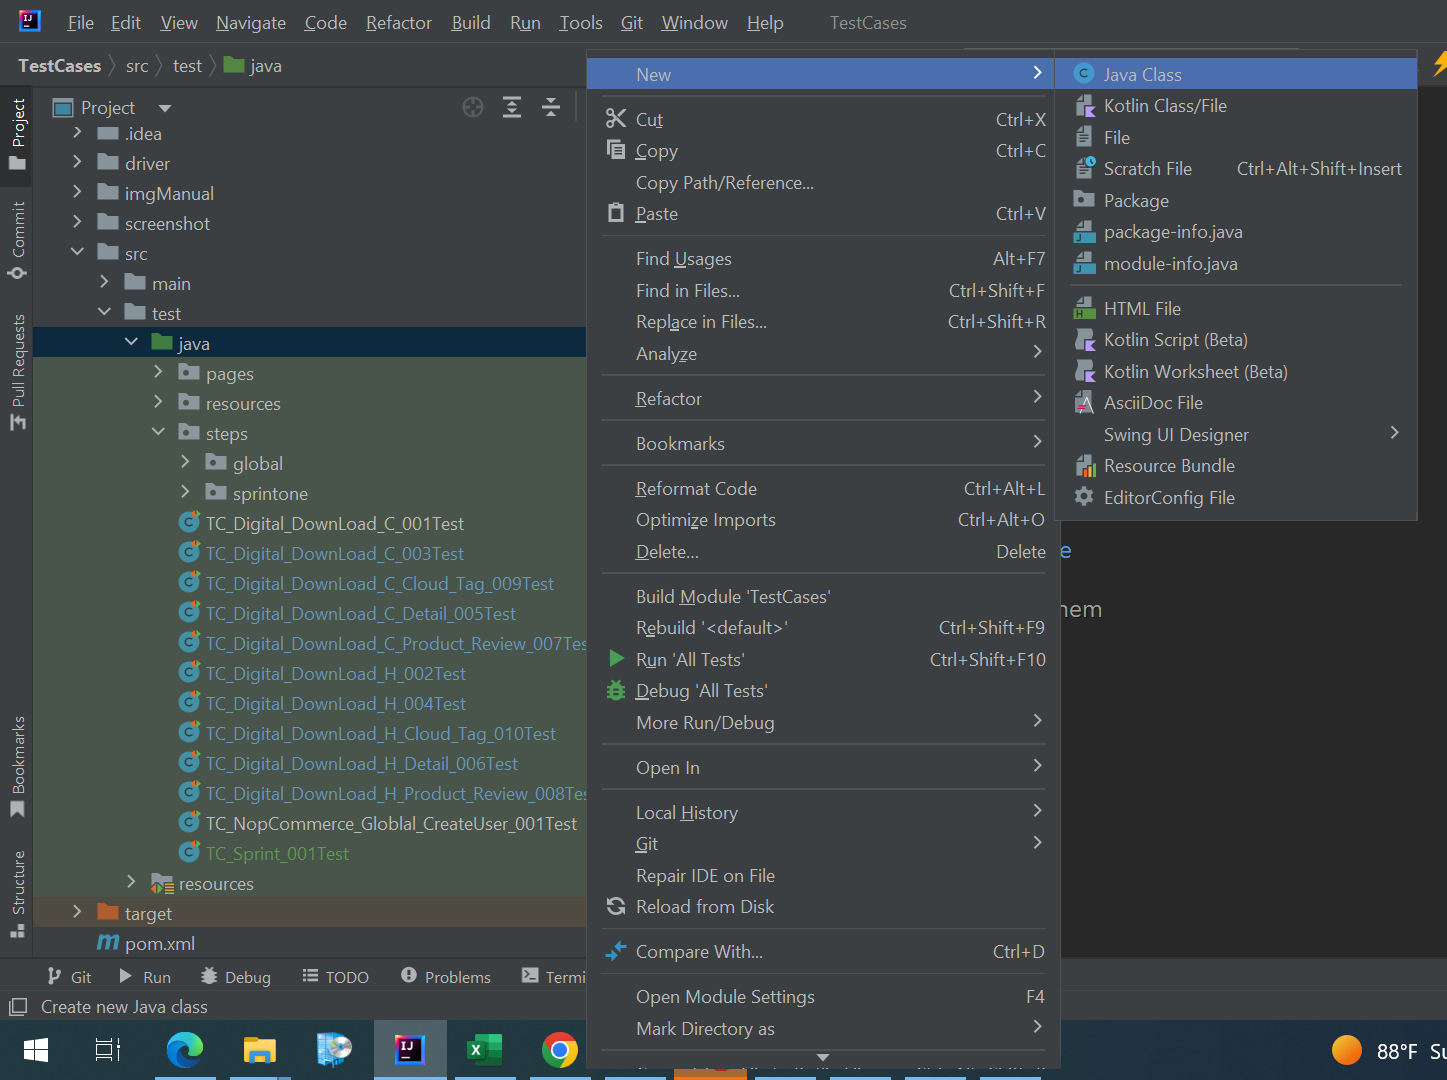 IJ
File Edit View Navigate Code Refactor Build Run Tools Git Window Help TestCases
TestCases src test java
Project
.idea
driver
imgManual
screenshot
src
main
test
java
pages
resources
steps
global
sprintone
TC_Digital_DownLoad_C_001Test
TC_Digital_DownLoad_C_003Test
TC_Digital_DownLoad_C_Cloud_Tag_009Test
TC_Digital_DownLoad_C_Detail_005Test
TC_Digital_DownLoad_C_Product_Review_007Tes
TC_Digital_DownLoad_H_002Test
TC_Digital_DownLoad_H_004Test
TC_Digital_DownLoad_H_Cloud_Tag_010Test
TC_Digital_DownLoad_H_Detail_006Test
TC_Digital_DownLoad_H_Product_Review_008Tes
TC_NopCommerce_Globlal_CreateUser_001Test
TC_Sprint_001Test
resources
target
pom.xml
Project
Commit
Pull Requests
Bookmarks
Structure
New
Cut Ctrl+X
Copy Ctrl+C
Copy Path/Reference...
Paste Ctrl+V
Find Usages Alt+F7
Find in Files... Ctrl+Shift+F
Replace in Files... Ctrl+Shift+R
Analyze
Refactor
Bookmarks
Reformat Code Ctrl+Alt+L
Optimize Imports Ctrl+Alt+O
Delete... Delete
Build Module 'TestCases'
Rebuild '<default>' Ctrl+Shift+F9
Run 'All Tests' Ctrl+Shift+F10
Debug 'All Tests'
More Run/Debug
Open In
Local History
Git
Repair IDE on File
Reload from Disk
Compare With... Ctrl+D
Open Module Settings F4
Mark Directory as
Java Class
Kotlin Class/File
File
Scratch File Ctrl+Alt+Shift+Insert
Package
package-info.java
module-info.java
HTML File
Kotlin Script (Beta)
Kotlin Worksheet (Beta)
AsciiDoc File
Swing UI Designer
Resource Bundle
EditorConfig File
e
hem
Git Run Debug TODO Problems Termi
Create new Java class
88°F Su